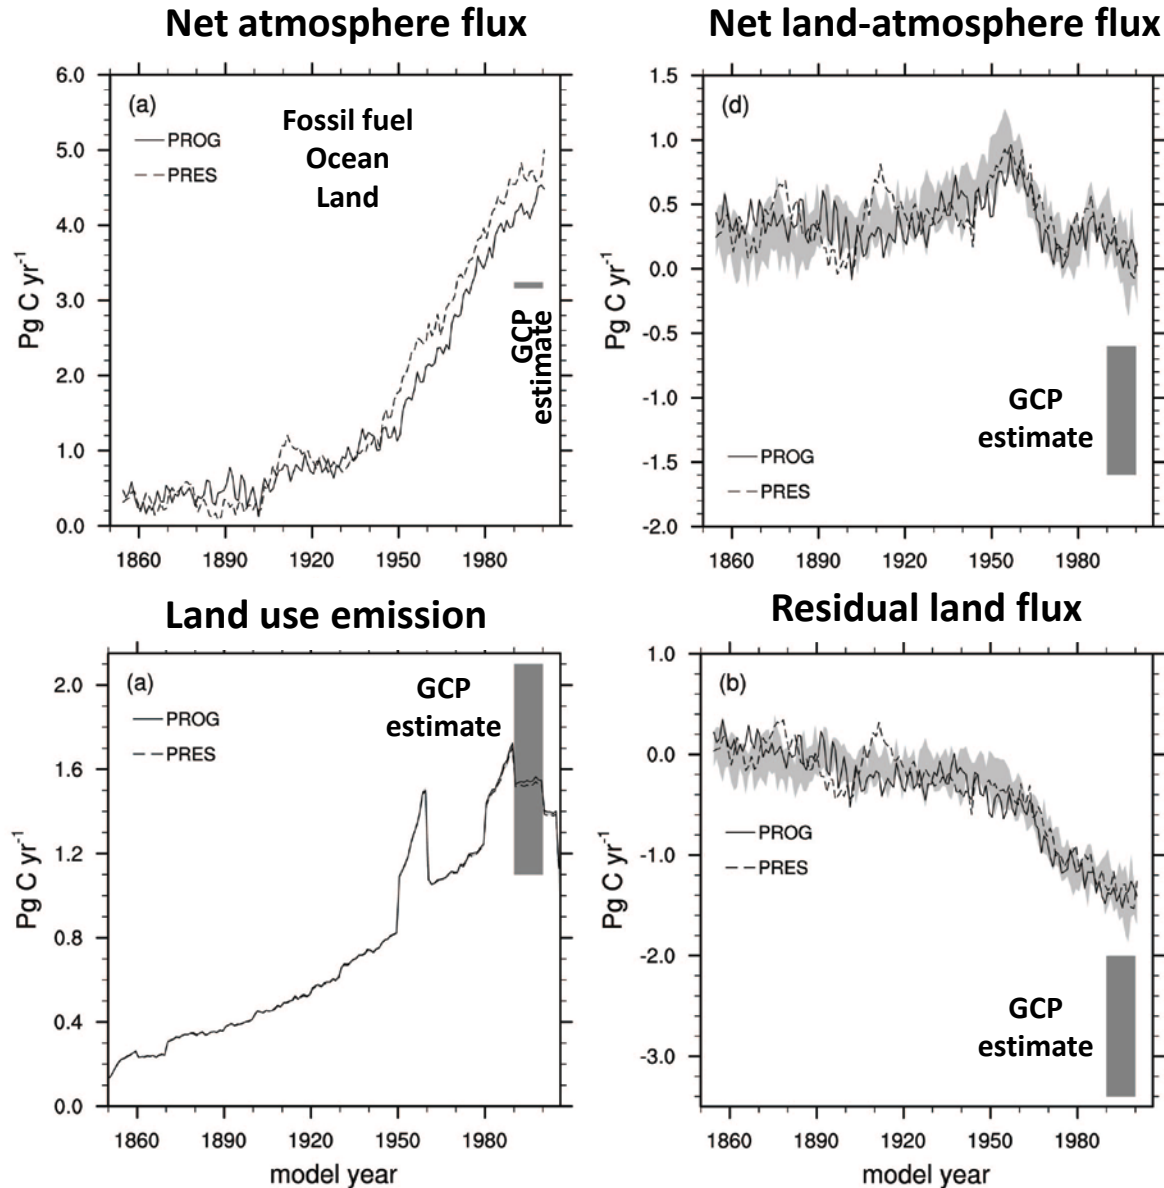 Net atmosphere flux
6.0
5.0
4.0
3.0
2.0
1.0
0.0
Pg C yr-1
(a)
PROG
PRES
Fossil fuel
Ocean
Land
GCP
estimate
1860
1890
1920
1950
1980
Net land-atmosphere flux
1.5
1.0
0.5
0.0
-0.5
-1.0
-1.5
-2.0
Pg C yr-1
(d)
GCP
estimate
PROG
PRES
1860
1890
1920
1950
1980
Land use emission
2.0
1.6
1.2
0.8
0.4
0.0
Pg C yr-1
(a)
PROG
PRES
GCP
estimate
1860
1890
1920
1950
1980
model year
Residual land flux
1.0
0.0
-1.0
-2.0
-3.0
Pg C yr-1
(b)
PROG
PRES
GCP
estimate
1860
1890
1920
1950
1980
model year